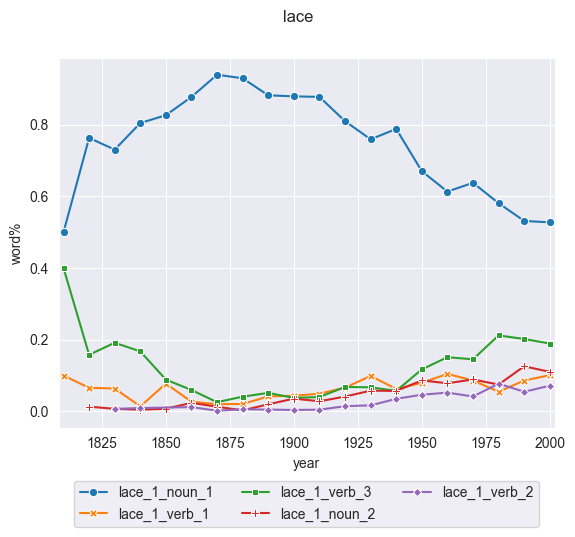 lace
0.8
0.6
0.4
0.2
0.0
word%
1825 1850 1875 1900 1925 1950 1975 2000
year
lace_1_noun_1 lace_1_verb_3 lace_1_verb_2
lace_1_verb_1 lace_1_noun_2